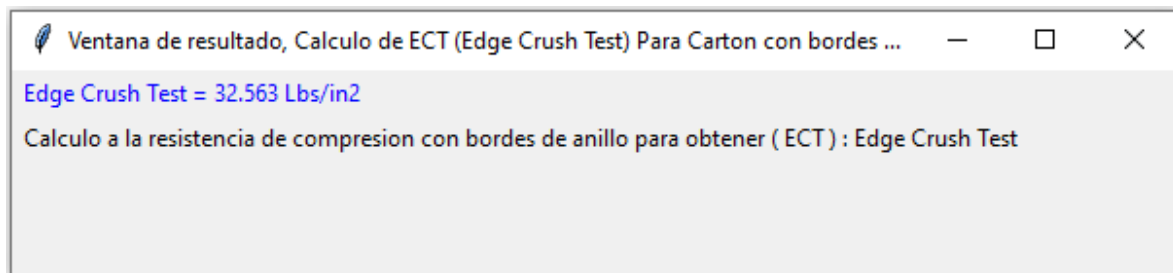 Ventana de resultado, Calculo de ECT (Edge Crush Test) Para Carton con bordes ...
Edge Crush Test = 32.563 Lbs/in2
Calculo a la resistencia de compresion con bordes de anillo para obtener ( ECT ) : Edge Crush Test